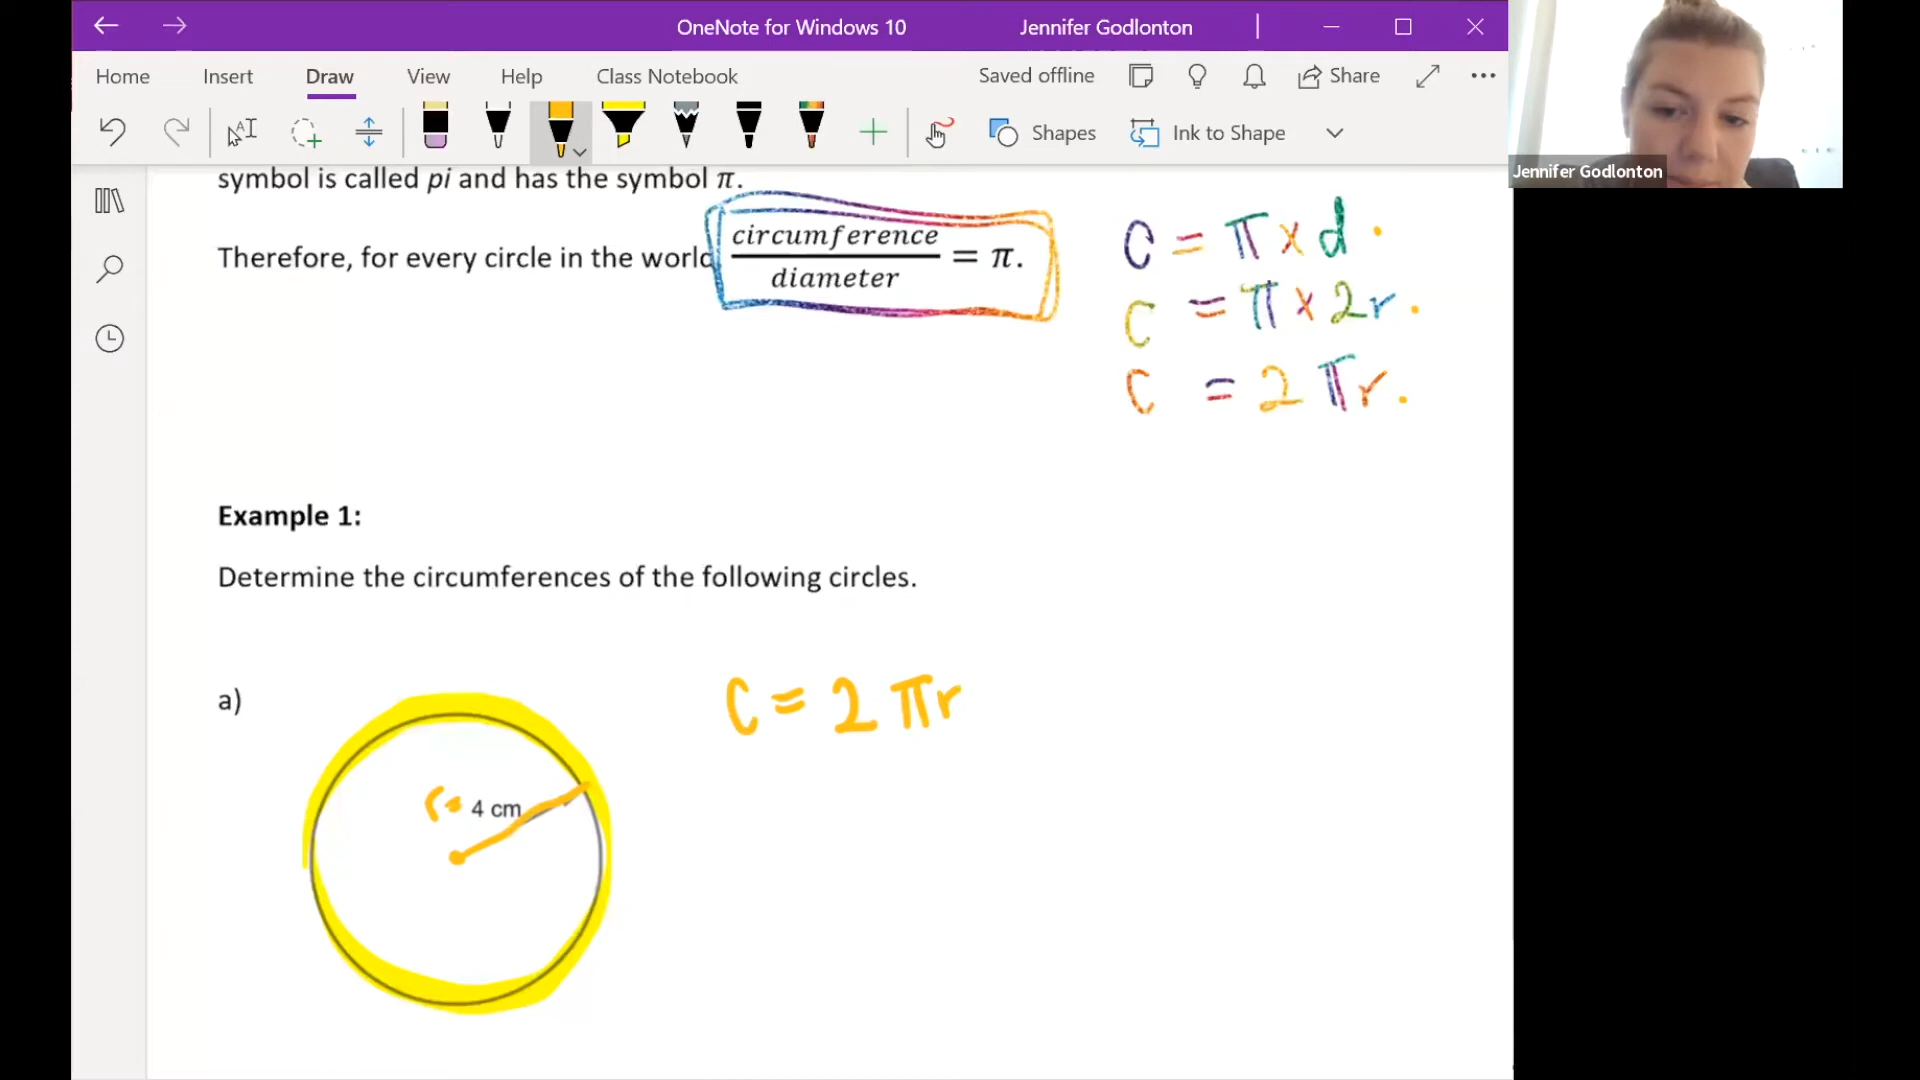 OneNote for Windows 10
Jennifer Godlonton
Home Insert Draw View Help Class Notebook
Saved offline
Share
Shapes
Ink to Shape
Jennifer Godlonton
symbol is called pi and has the symbol π.
Therefore, for every circle in the world
circumference
diameter
= π.
C = π x d.
C = π x 2r.
C = 2πr.
Example 1:
Determine the circumferences of the following circles.
a)
C = 2πr
r= 4 cm